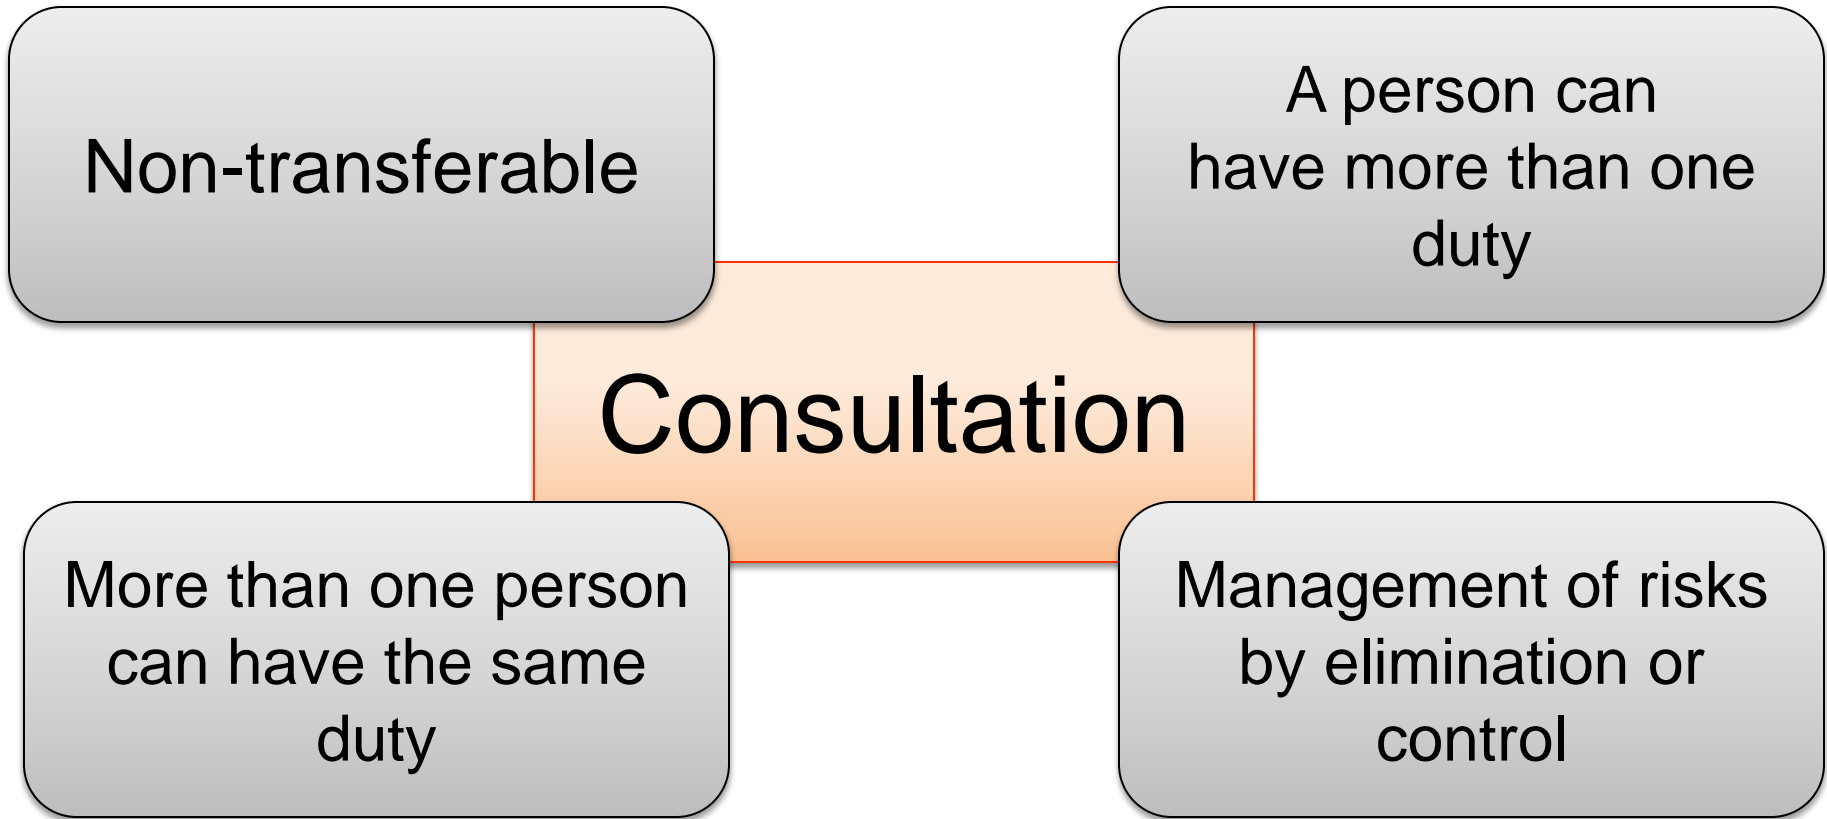 Non-transferable
A person can
have more than one
duty
Consultation
More than one person
can have the same
duty
Management of risks
by elimination or
control